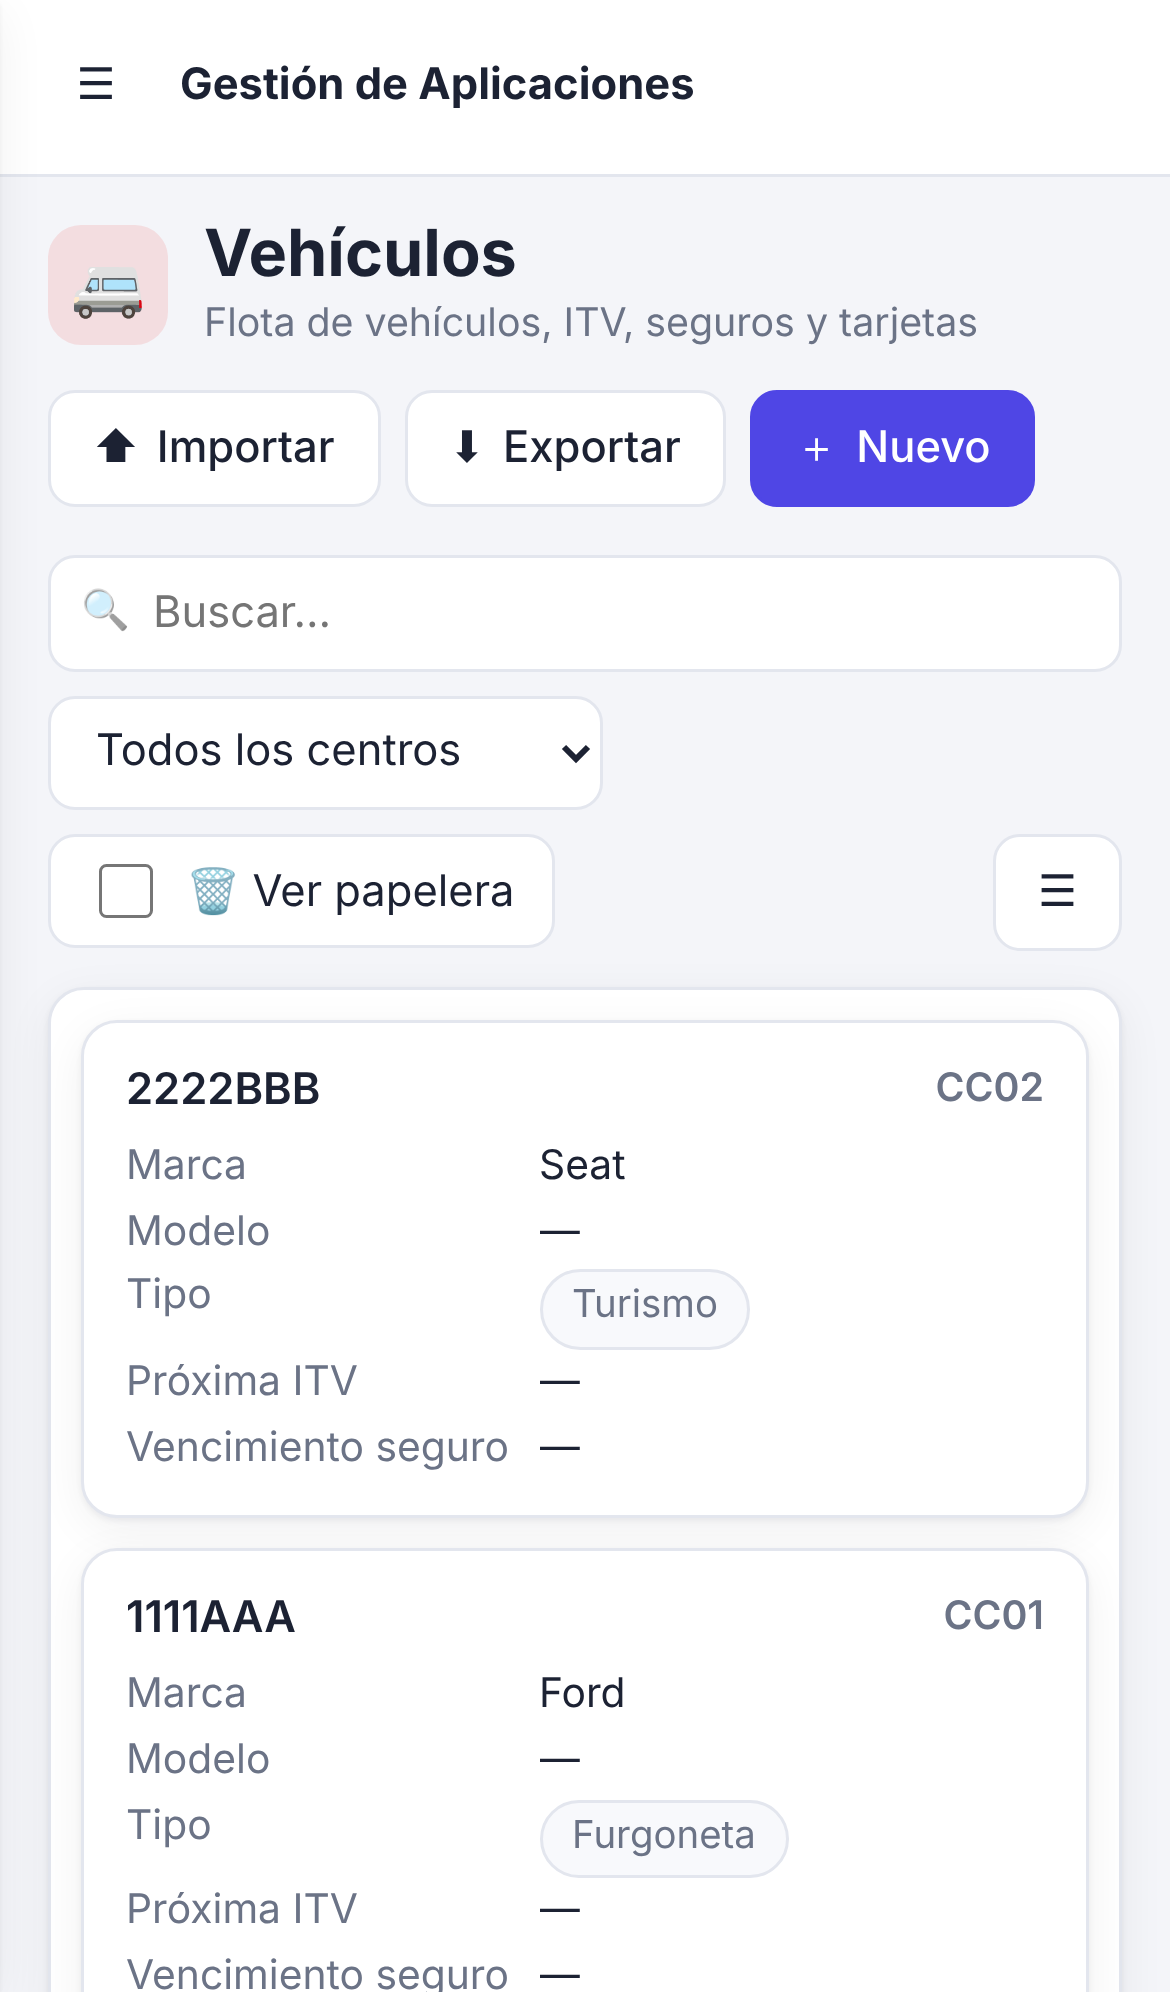 ☰ Gestión de Aplicaciones
Vehículos
Flota de vehículos, ITV, seguros y tarjetas
⬆ Importar
⬇ Exportar
+ Nuevo
🔍 Buscar...
Todos los centros
🗑️ Ver papelera
☰
2222BBB CC02
Marca Seat
Modelo —
Tipo Turismo
Próxima ITV —
Vencimiento seguro —
1111AAA CC01
Marca Ford
Modelo —
Tipo Furgoneta
Próxima ITV —
Vencimiento seguro —